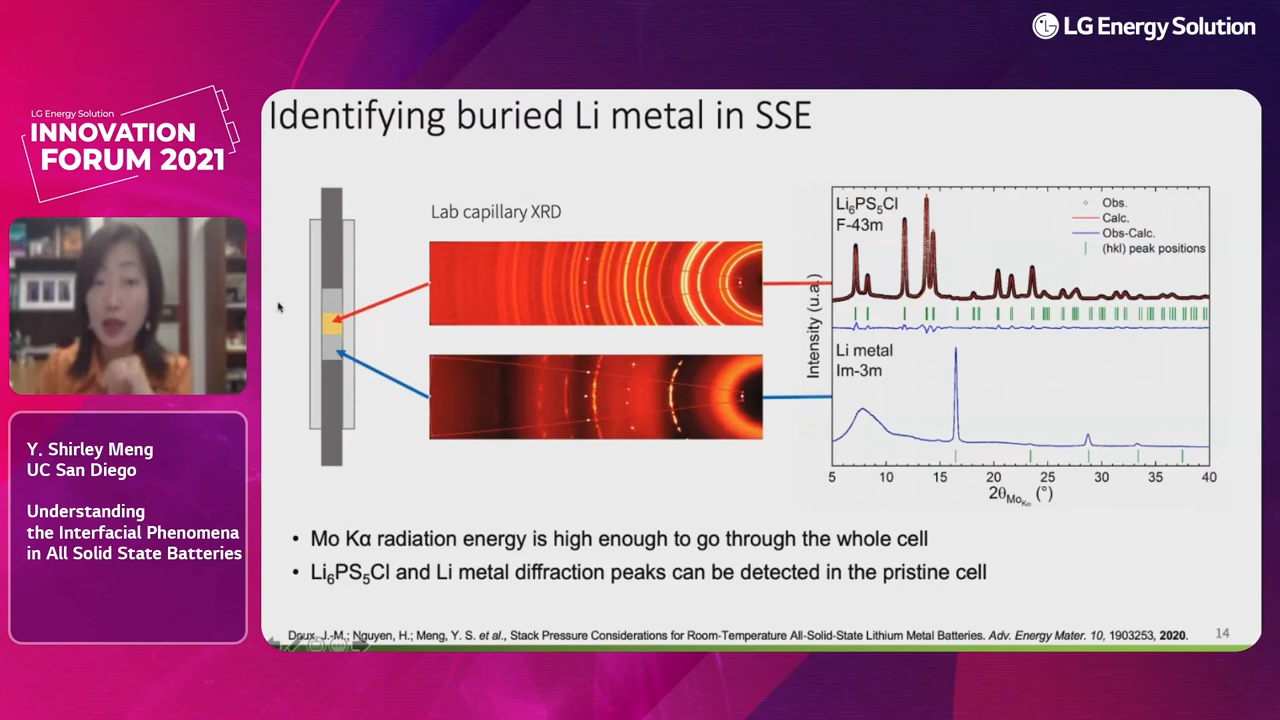 LG Energy Solution
LG Energy Solution
INNOVATION
FORUM 2021
Y. Shirley Meng
UC San Diego
Understanding
the Interfacial Phenomena
in All Solid State Batteries
Identifying buried Li metal in SSE
Lab capillary XRD
Li₆PS₅Cl
F-43m
Obs.
Calc.
Obs-Calc.
(hkl) peak positions
Intensity (u.a.)
Li metal
Im-3m
5 10 15 20 25 30 35 40
2θ Mo Kα (°)
• Mo Kα radiation energy is high enough to go through the whole cell
• Li₆PS₅Cl and Li metal diffraction peaks can be detected in the pristine cell
Doux, J.-M.; Nguyen, H.; Meng, Y. S. et al., Stack Pressure Considerations for Room-Temperature All-Solid-State Lithium Metal Batteries. Adv. Energy Mater. 10, 1903253, 2020.
14